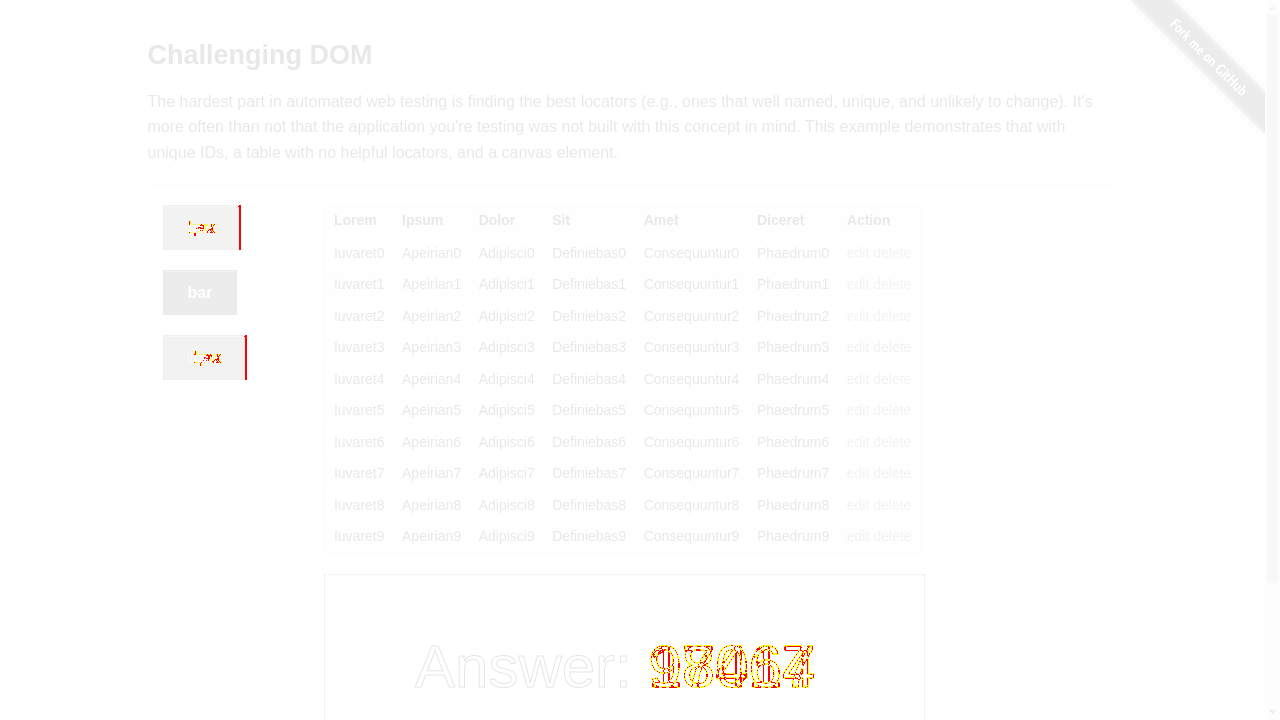 Fork me on GitHub
Challenging DOM
The hardest part in automated web testing is finding the best locators (e.g., ones that well named, unique, and unlikely to change). It's
more often than not that the application you're testing was not built with this concept in mind. This example demonstrates that with
unique IDs, a table with no helpful locators, and a canvas element.
bar
Lorem Ipsum Dolor Sit Amet Diceret Action
Iuvaret0 Apeirian0 Adipisci0 Definiebas0 Consequuntur0 Phaedrum0 edit delete
Iuvaret1 Apeirian1 Adipisci1 Definiebas1 Consequuntur1 Phaedrum1 edit delete
Iuvaret2 Apeirian2 Adipisci2 Definiebas2 Consequuntur2 Phaedrum2 edit delete
Iuvaret3 Apeirian3 Adipisci3 Definiebas3 Consequuntur3 Phaedrum3 edit delete
Iuvaret4 Apeirian4 Adipisci4 Definiebas4 Consequuntur4 Phaedrum4 edit delete
Iuvaret5 Apeirian5 Adipisci5 Definiebas5 Consequuntur5 Phaedrum5 edit delete
Iuvaret6 Apeirian6 Adipisci6 Definiebas6 Consequuntur6 Phaedrum6 edit delete
Iuvaret7 Apeirian7 Adipisci7 Definiebas7 Consequuntur7 Phaedrum7 edit delete
Iuvaret8 Apeirian8 Adipisci8 Definiebas8 Consequuntur8 Phaedrum8 edit delete
Iuvaret9 Apeirian9 Adipisci9 Definiebas9 Consequuntur9 Phaedrum9 edit delete
Answer: